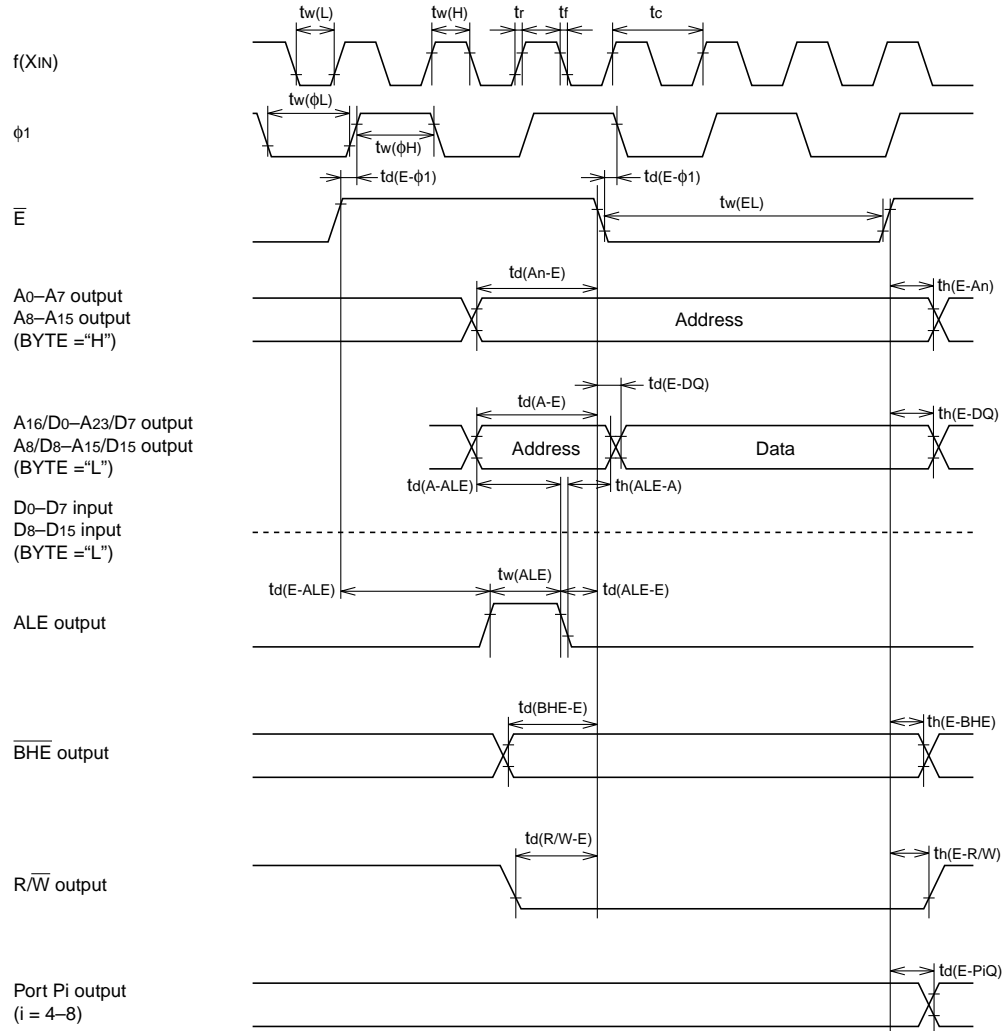 tw(L) tw(H) tr tf tc
f(XIN)
tw(ϕL)
ϕ1
tw(ϕH)
td(E-ϕ1) td(E-ϕ1)
tw(EL)
E̅
td(An-E) th(E-An)
A0–A7 output
A8–A15 output
(BYTE =“H”)
Address
td(E-DQ)
td(A-E) th(E-DQ)
A16/D0–A23/D7 output
A8/D8–A15/D15 output
(BYTE =“L”)
Address Data
td(A-ALE) th(ALE-A)
D0–D7 input
D8–D15 input
(BYTE =“L”)
tw(ALE)
td(E-ALE) td(ALE-E)
ALE output
td(BHE-E) th(E-BHE)
B̅H̅E̅ output
td(R/W-E) th(E-R/W)
R/W̅ output
td(E-PiQ)
Port Pi output
(i = 4–8)